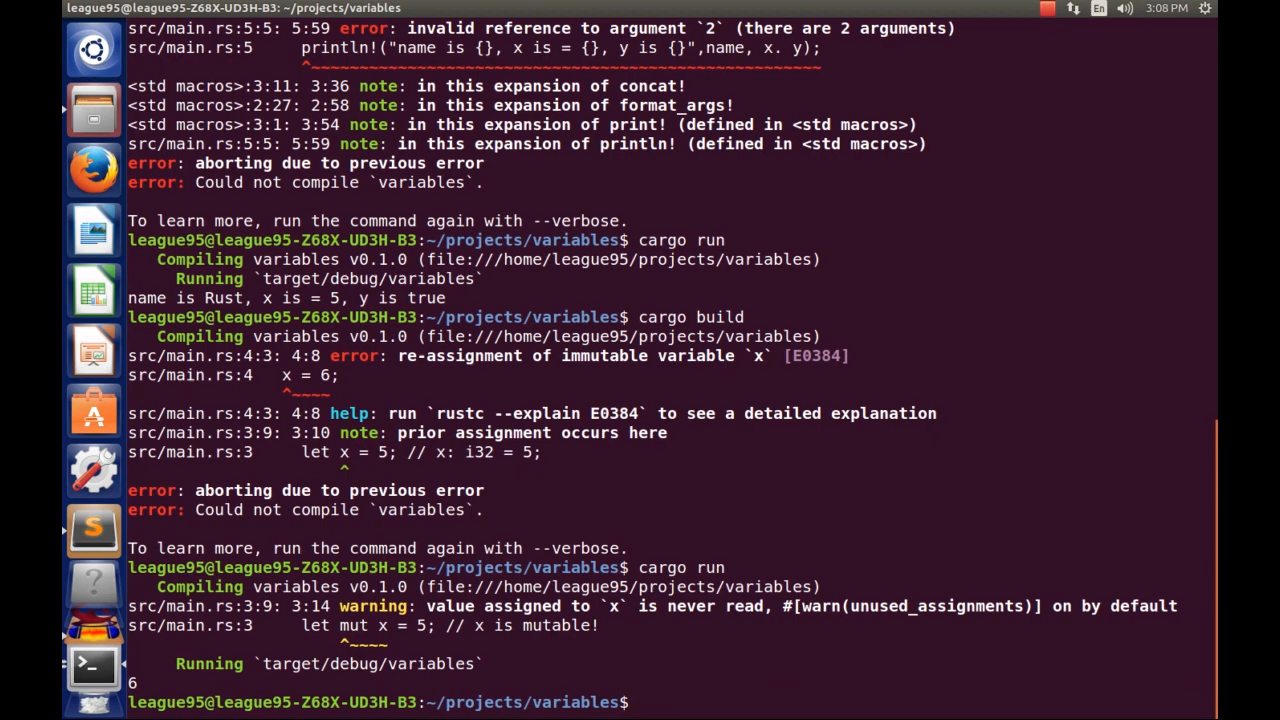 league95@league95-Z68X-UD3H-B3: ~/projects/variables
En
3:08 PM
src/main.rs:5:5: 5:59 error: invalid reference to argument `2` (there are 2 arguments)
src/main.rs:5     println!("name is {}, x is = {}, y is {}",name, x. y);
                  ^~~~~~~~~~~~~~~~~~~~~~~~~~~~~~~~~~~~~~~~~~~~~~~~~~~~~~
<std macros>:3:11: 3:36 note: in this expansion of concat!
<std macros>:2:27: 2:58 note: in this expansion of format_args!
<std macros>:3:1: 3:54 note: in this expansion of print! (defined in <std macros>)
src/main.rs:5:5: 5:59 note: in this expansion of println! (defined in <std macros>)
error: aborting due to previous error
error: Could not compile `variables`.
To learn more, run the command again with --verbose.
league95@league95-Z68X-UD3H-B3:~/projects/variables$ cargo run
   Compiling variables v0.1.0 (file:///home/league95/projects/variables)
     Running `target/debug/variables`
name is Rust, x is = 5, y is true
league95@league95-Z68X-UD3H-B3:~/projects/variables$ cargo build
   Compiling variables v0.1.0 (file:///home/league95/projects/variables)
src/main.rs:4:3: 4:8 error: re-assignment of immutable variable `x` [E0384]
src/main.rs:4   x = 6;
                ^~~~~
src/main.rs:4:3: 4:8 help: run `rustc --explain E0384` to see a detailed explanation
src/main.rs:3:9: 3:10 note: prior assignment occurs here
src/main.rs:3     let x = 5; // x: i32 = 5;
                      ^
error: aborting due to previous error
error: Could not compile `variables`.
To learn more, run the command again with --verbose.
league95@league95-Z68X-UD3H-B3:~/projects/variables$ cargo run
   Compiling variables v0.1.0 (file:///home/league95/projects/variables)
src/main.rs:3:9: 3:14 warning: value assigned to `x` is never read, #[warn(unused_assignments)] on by default
src/main.rs:3     let mut x = 5; // x is mutable!
                      ^~~~~
     Running `target/debug/variables`
6
league95@league95-Z68X-UD3H-B3:~/projects/variables$